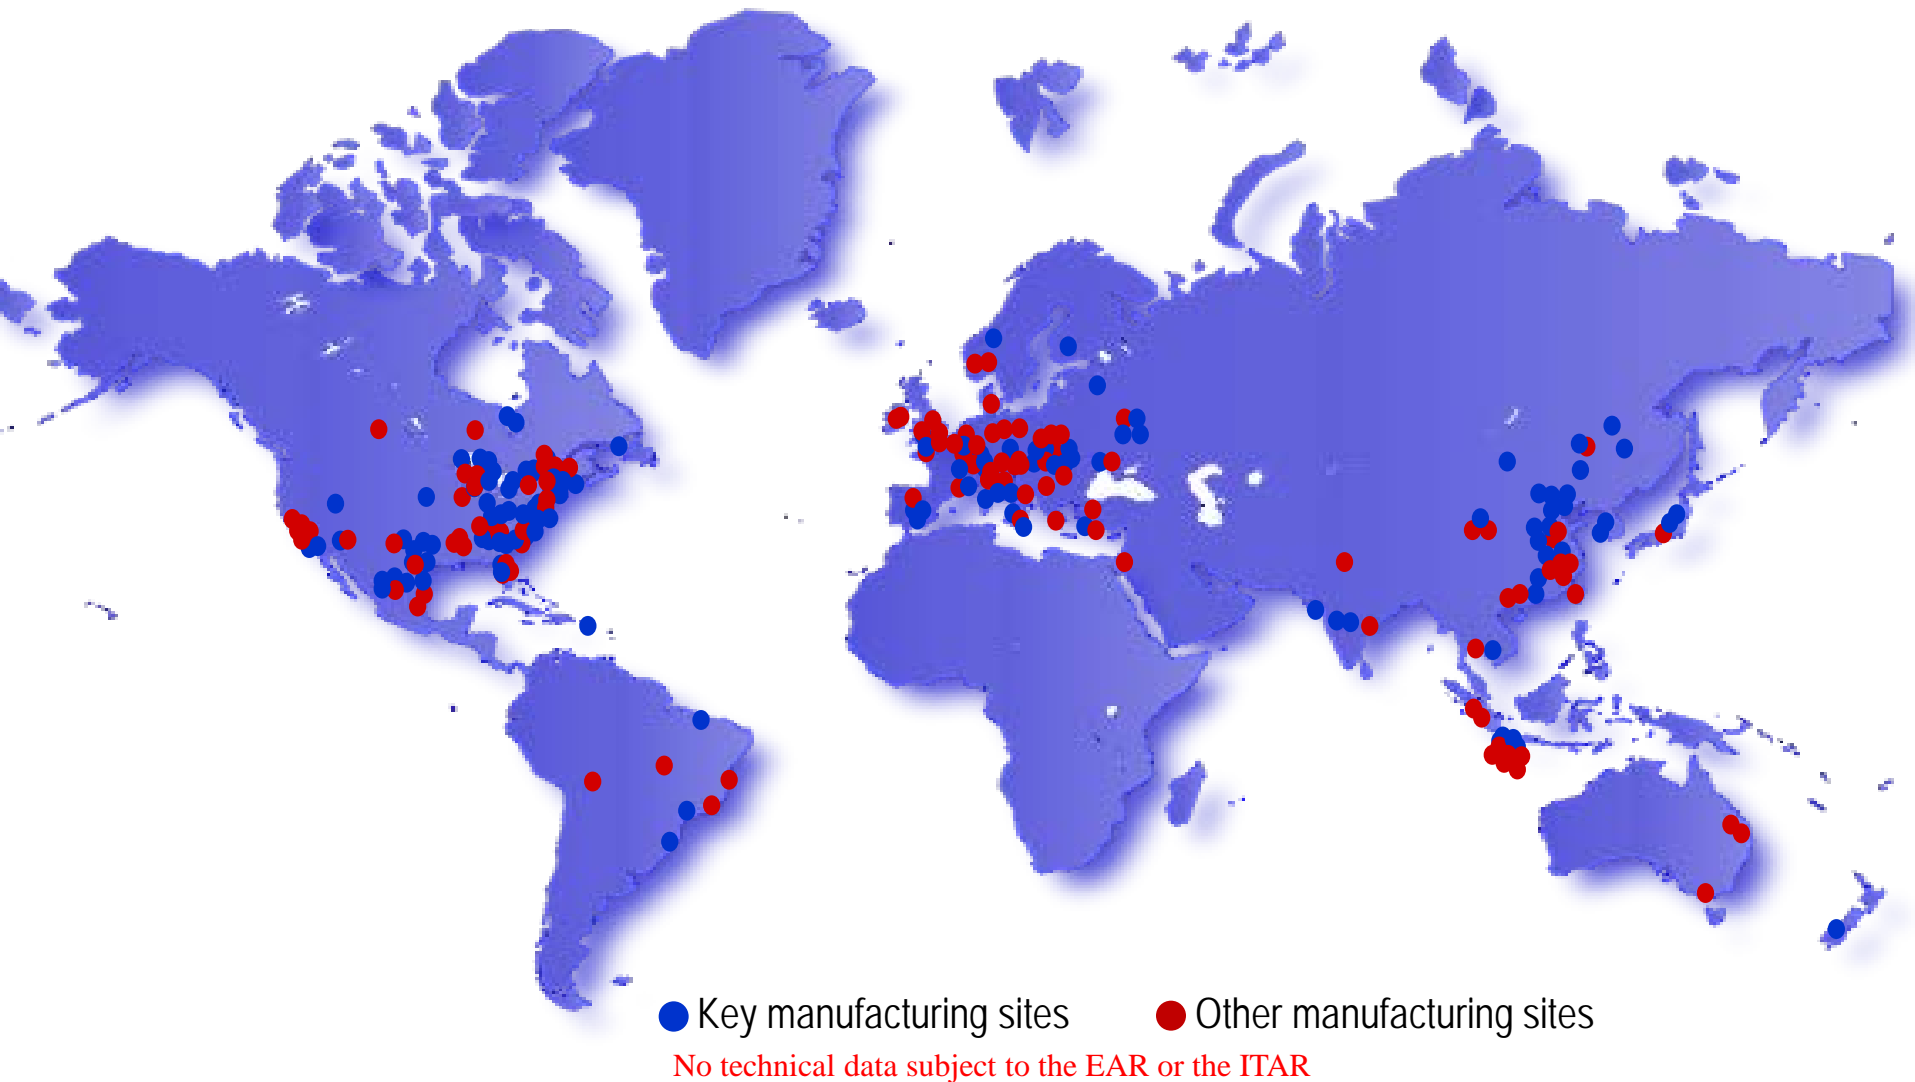 Key manufacturing sites Other manufacturing sites
No technical data subject to the EAR or the ITAR